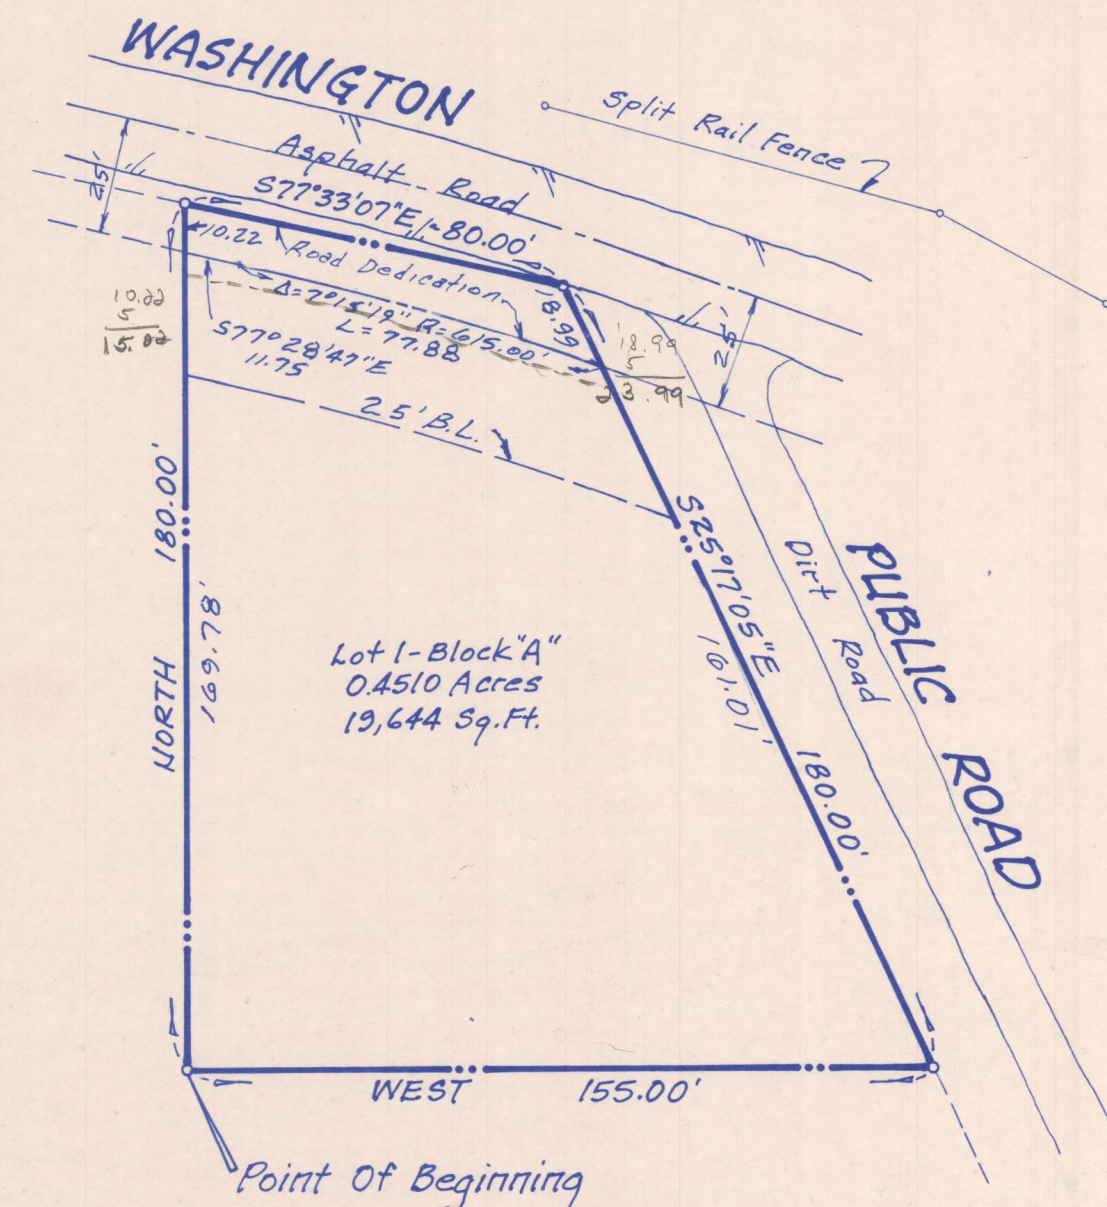 WASHINGTON
Split Rail Fence
Asphalt Road
S77°33'07"E ~80.00'
25'
10.22
Road Dedication
Δ=7°15'19" R=615.00'
L=77.88
S77°28'47"E
11.75
18.99
10.22
5
15.22
18.99
5
23.99
25'
25' B.L.
NORTH 180.00'
169.78'
S25°17'05"E
161.01'
180.00'
Dirt Road
PUBLIC ROAD
Lot 1-Block"A"
0.4510 Acres
19,644 Sq.Ft.
WEST 155.00'
Point Of Beginning